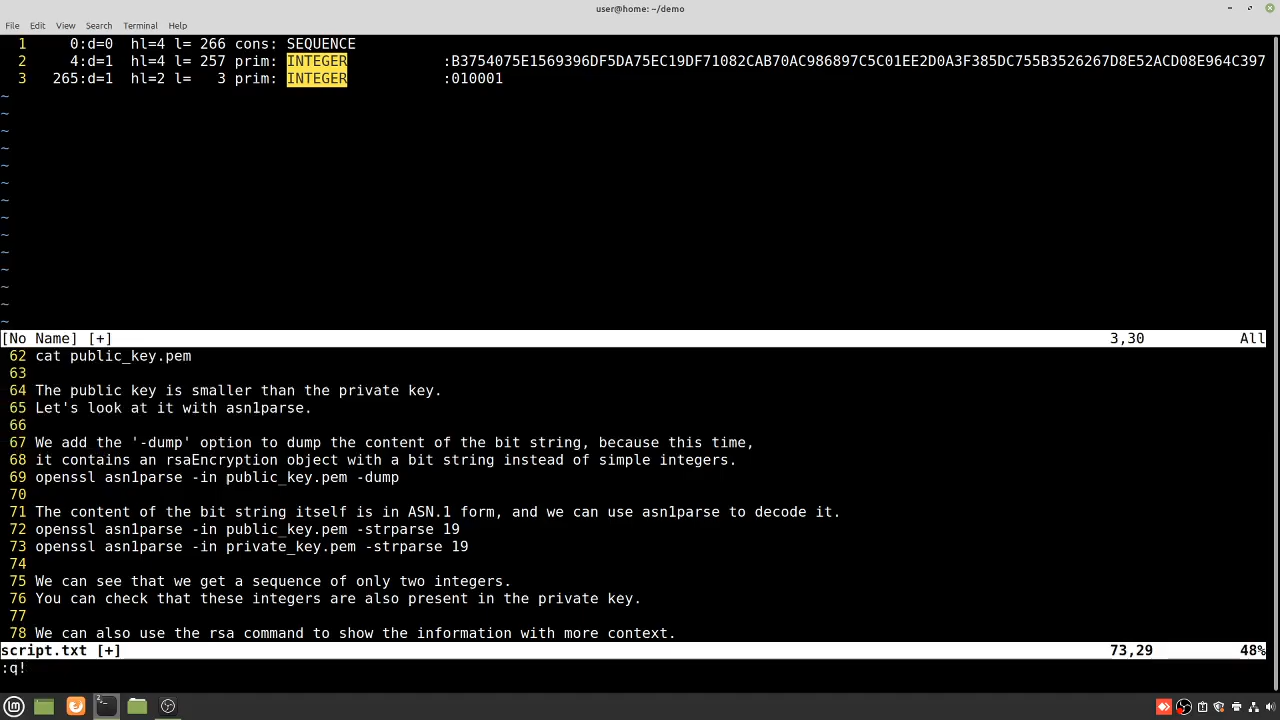 user@home: ~/demo
File Edit View Search Terminal Help
1 0:d=0 hl=4 l= 266 cons: SEQUENCE
2 4:d=1 hl=4 l= 257 prim: INTEGER :B3754075E1569396DF5DA75EC19DF71082CAB70AC986897C5C01EE2D0A3F385DC755B3526267D8E52ACD08E964C397
3 265:d=1 hl=2 l= 3 prim: INTEGER :010001
~
~
~
~
~
~
~
~
~
~
~
~
~
~
[No Name] [+] 3,30 All
62 cat public_key.pem
63
64 The public key is smaller than the private key.
65 Let's look at it with asn1parse.
66
67 We add the '-dump' option to dump the content of the bit string, because this time,
68 it contains an rsaEncryption object with a bit string instead of simple integers.
69 openssl asn1parse -in public_key.pem -dump
70
71 The content of the bit string itself is in ASN.1 form, and we can use asn1parse to decode it.
72 openssl asn1parse -in public_key.pem -strparse 19
73 openssl asn1parse -in private_key.pem -strparse 19
74
75 We can see that we get a sequence of only two integers.
76 You can check that these integers are also present in the private key.
77
78 We can also use the rsa command to show the information with more context.
script.txt [+] 73,29 48%
:q!